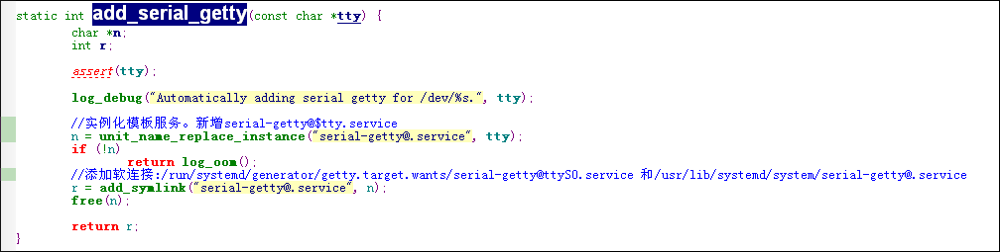 static int add_serial_getty(const char *tty) {
char *n;
int r;
assert(tty);
log_debug("Automatically adding serial getty for /dev/%s.", tty);
//实例化模板服务。新增serial-getty@$tty.service
n = unit_name_replace_instance("serial-getty@.service", tty);
if (!n)
return log_oom();
//添加软连接:/run/systemd/generator/getty.target.wants/serial-getty@ttyS0.service 和/usr/lib/systemd/system/serial-getty@.service
r = add_symlink("serial-getty@.service", n);
free(n);
return r;
}